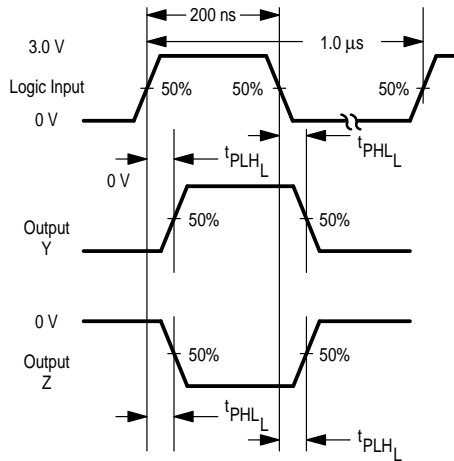 200 ns
3.0 V
1.0 µs
Logic Input
50%
50%
50%
0 V
tPLHL
tPHLL
0 V
Output
Y
50%
50%
0 V
Output
Z
50%
50%
tPHLL
tPLHL